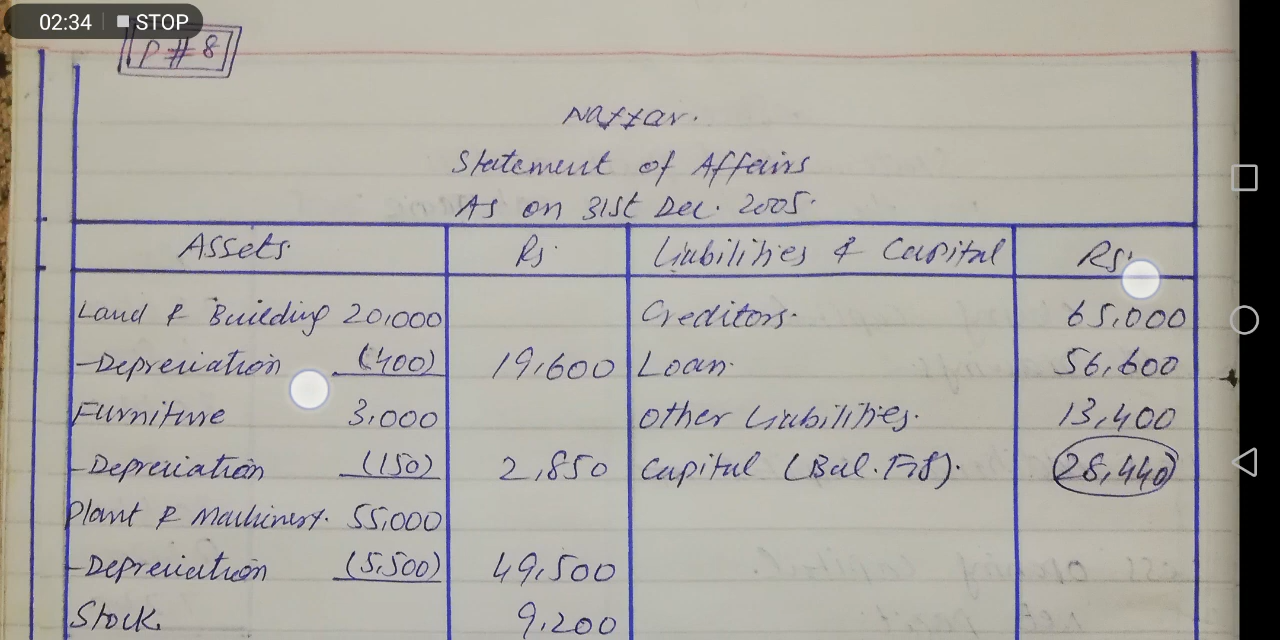 02:34 STOP
P # 8
Nazzar.
Statement of Affairs
As on 31st Dec. 2005.
Assets. Rs. Liabilities & Capital Rs.
Land & Building 20,000 Creditors. 65,000
-Depreciation (400) 19,600 Loan. 56,600
Furniture 3,000 Other Liabilities. 13,400
-Depreciation (150) 2,850 Capital (Bal. Fig). 28,440
Plant & Machinery. 55,000
-Depreciation (5,500) 49,500
Stock. 9,200